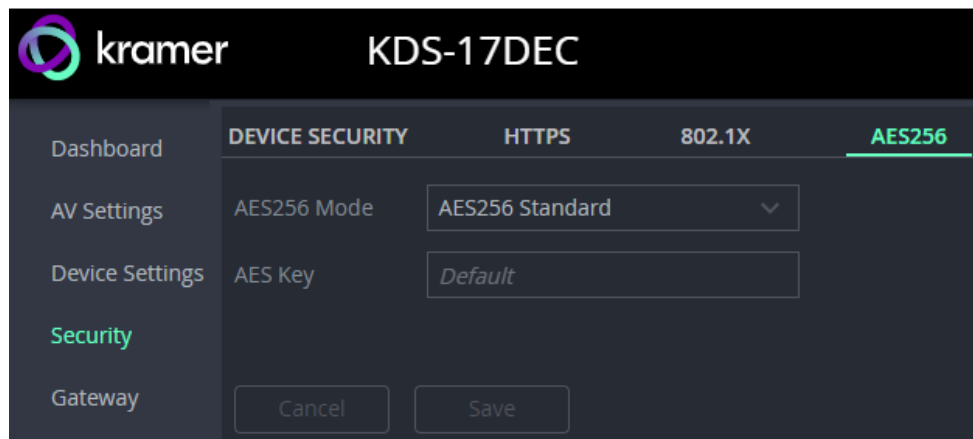 kramer KDS-17DEC
Dashboard
AV Settings
Device Settings
Security
Gateway
DEVICE SECURITY HTTPS 802.1X AES256
AES256 Mode AES256 Standard
AES Key Default
Cancel Save